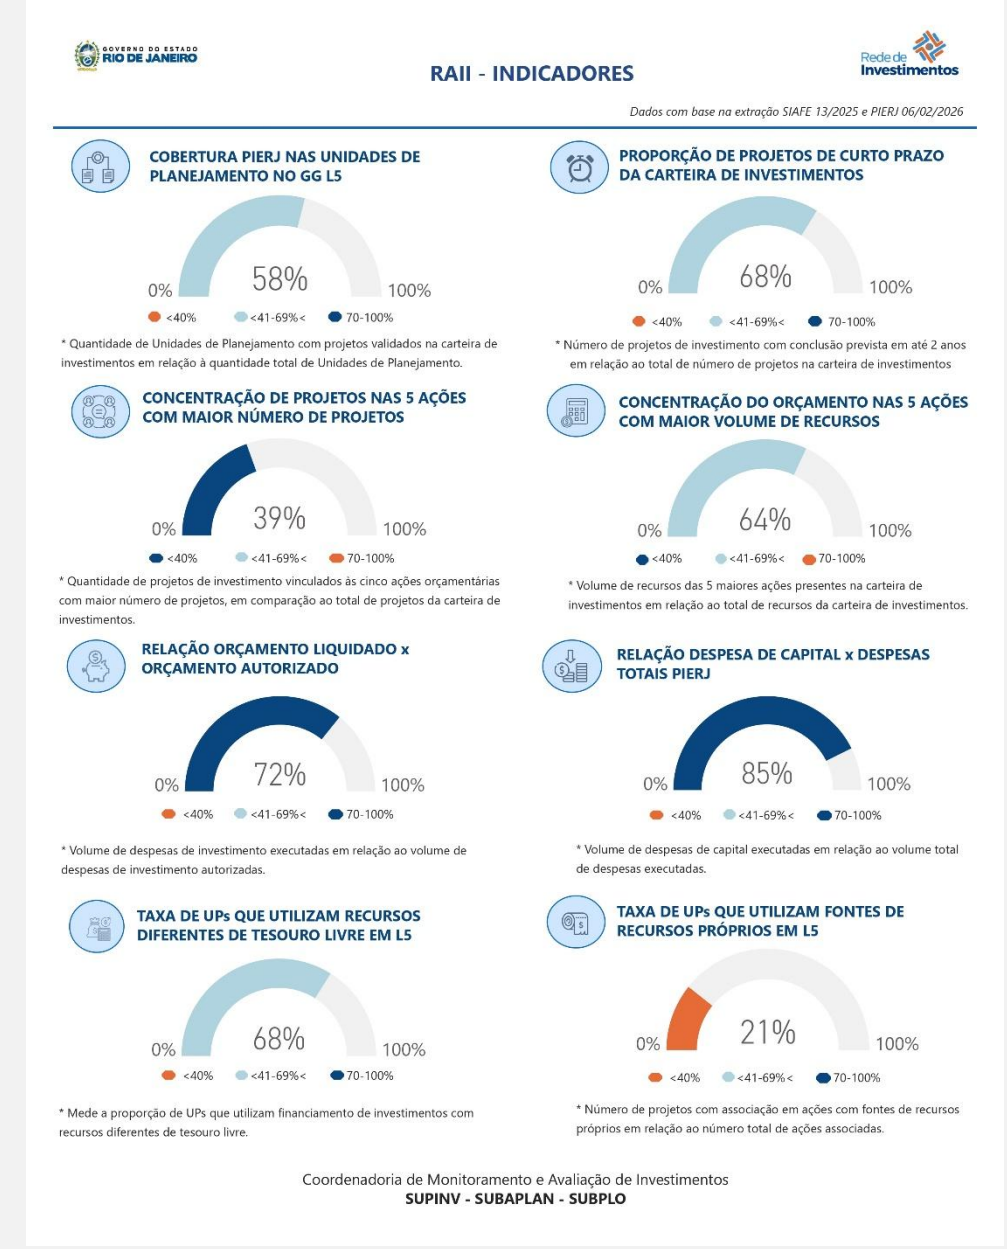 GOVERNO DO ESTADO
RIO DE JANEIRO
Rede de
Investimentos
RAII - INDICADORES
Dados com base na extração SIAFE 13/2025 e PIERJ 06/02/2026
COBERTURA PIERJ NAS UNIDADES DE
PLANEJAMENTO NO GG L5
0%
58%
100%
<40%
<41-69%<
70-100%
* Quantidade de Unidades de Planejamento com projetos validados na carteira de
investimentos em relação à quantidade total de Unidades de Planejamento.
PROPORÇÃO DE PROJETOS DE CURTO PRAZO
DA CARTEIRA DE INVESTIMENTOS
0%
68%
100%
<40%
<41-69%<
70-100%
* Número de projetos de investimento com conclusão prevista em até 2 anos
em relação ao total de número de projetos na carteira de investimentos
CONCENTRAÇÃO DE PROJETOS NAS 5 AÇÕES
COM MAIOR NÚMERO DE PROJETOS
0%
39%
100%
<40%
<41-69%<
70-100%
* Quantidade de projetos de investimento vinculados às cinco ações orçamentárias
com maior número de projetos, em comparação ao total de projetos da carteira de
investimentos.
CONCENTRAÇÃO DO ORÇAMENTO NAS 5 AÇÕES
COM MAIOR VOLUME DE RECURSOS
0%
64%
100%
<40%
<41-69%<
70-100%
* Volume de recursos das 5 maiores ações presentes na carteira de
investimentos em relação ao total de recursos da carteira de investimentos.
RELAÇÃO ORÇAMENTO LIQUIDADO x
ORÇAMENTO AUTORIZADO
0%
72%
100%
<40%
<41-69%<
70-100%
* Volume de despesas de investimento executadas em relação ao volume de
despesas de investimento autorizadas.
RELAÇÃO DESPESA DE CAPITAL x DESPESAS
TOTAIS PIERJ
0%
85%
100%
<40%
<41-69%<
70-100%
* Volume de despesas de capital executadas em relação ao volume total
de despesas executadas.
TAXA DE UPs QUE UTILIZAM RECURSOS
DIFERENTES DE TESOURO LIVRE EM L5
0%
68%
100%
<40%
<41-69%<
70-100%
* Mede a proporção de UPs que utilizam financiamento de investimentos com
recursos diferentes de tesouro livre.
TAXA DE UPs QUE UTILIZAM FONTES DE
RECURSOS PRÓPRIOS EM L5
0%
21%
100%
<40%
<41-69%<
70-100%
* Número de projetos com associação em ações com fontes de recursos
próprios em relação ao número total de ações associadas.
Coordenadoria de Monitoramento e Avaliação de Investimentos
SUPINV - SUBAPLAN - SUBPLO